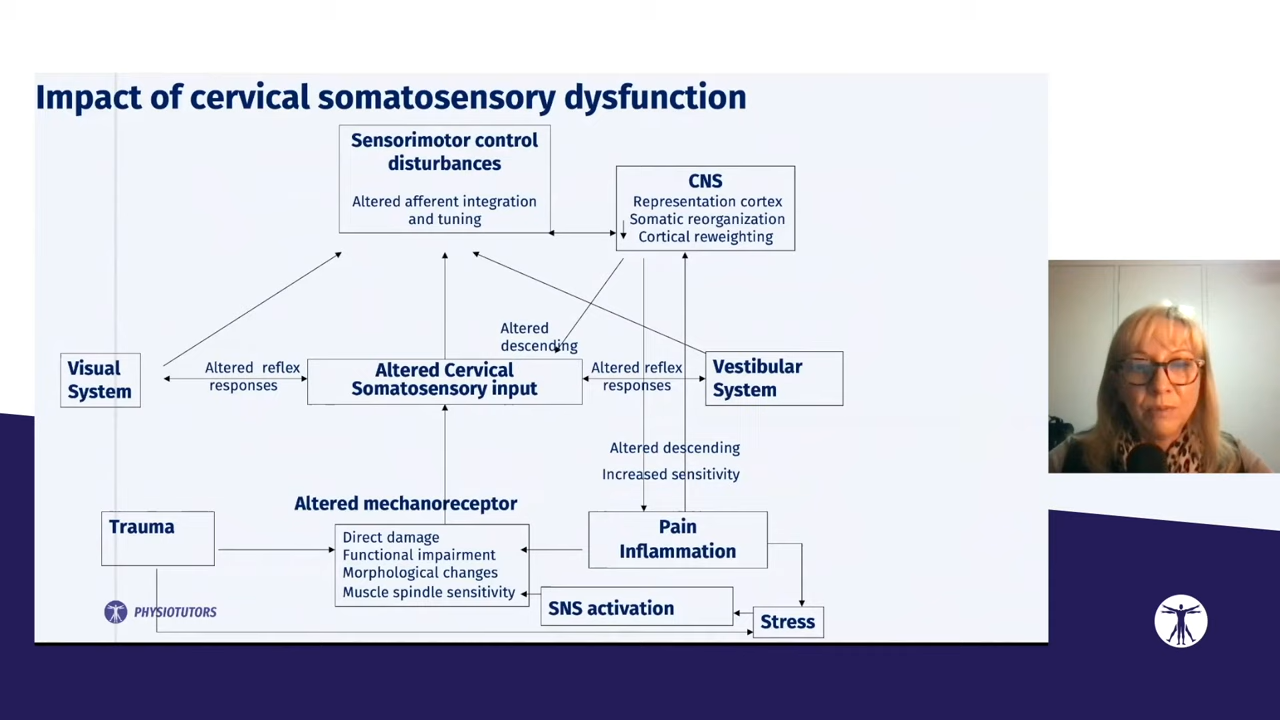 Impact of cervical somatosensory dysfunction
Sensorimotor control
disturbances
Altered afferent integration
and tuning
CNS
Representation cortex
Somatic reorganization
Cortical reweighting
Altered
descending
Visual
System
Altered reflex
responses
Altered Cervical
Somatosensory input
Altered reflex
responses
Vestibular
System
Altered descending
Increased sensitivity
Altered mechanoreceptor
Trauma
Direct damage
Functional impairment
Morphological changes
Muscle spindle sensitivity
Pain
Inflammation
SNS activation
Stress
PHYSIOTUTORS